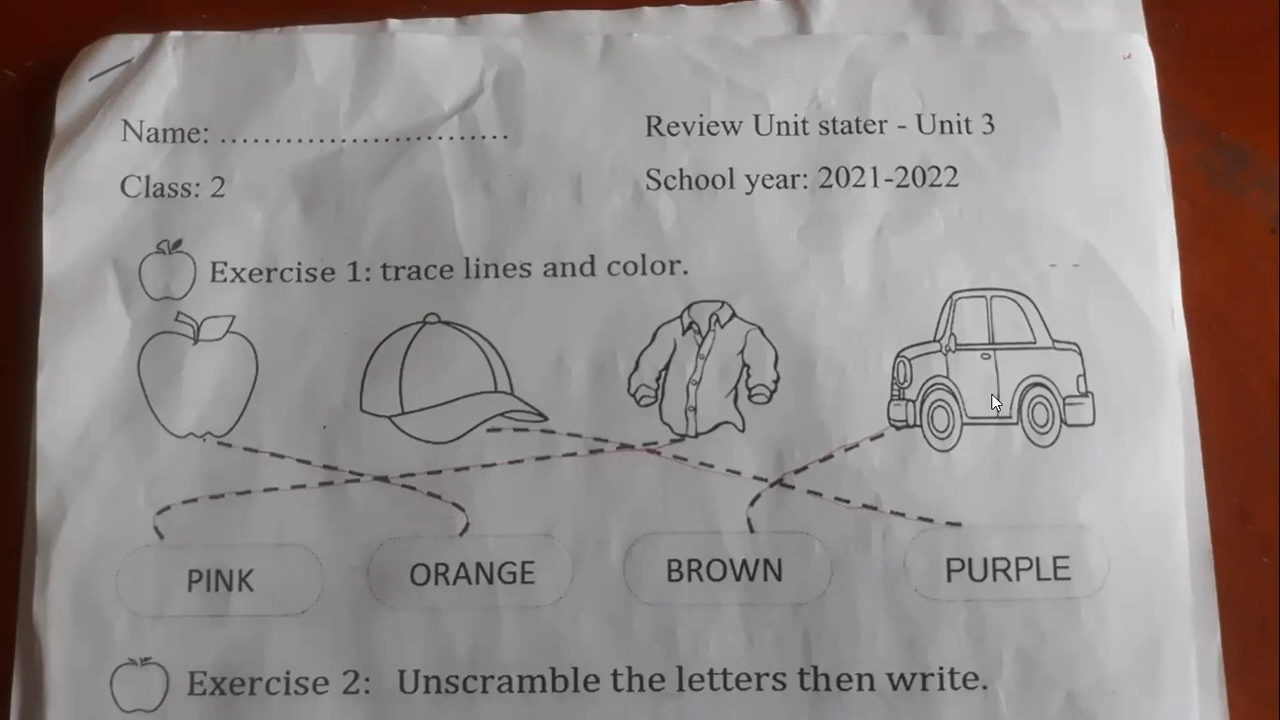 Name: ............................
Review Unit stater - Unit 3
Class: 2
School year: 2021-2022
Exercise 1: trace lines and color.
PINK
ORANGE
BROWN
PURPLE
Exercise 2: Unscramble the letters then write.